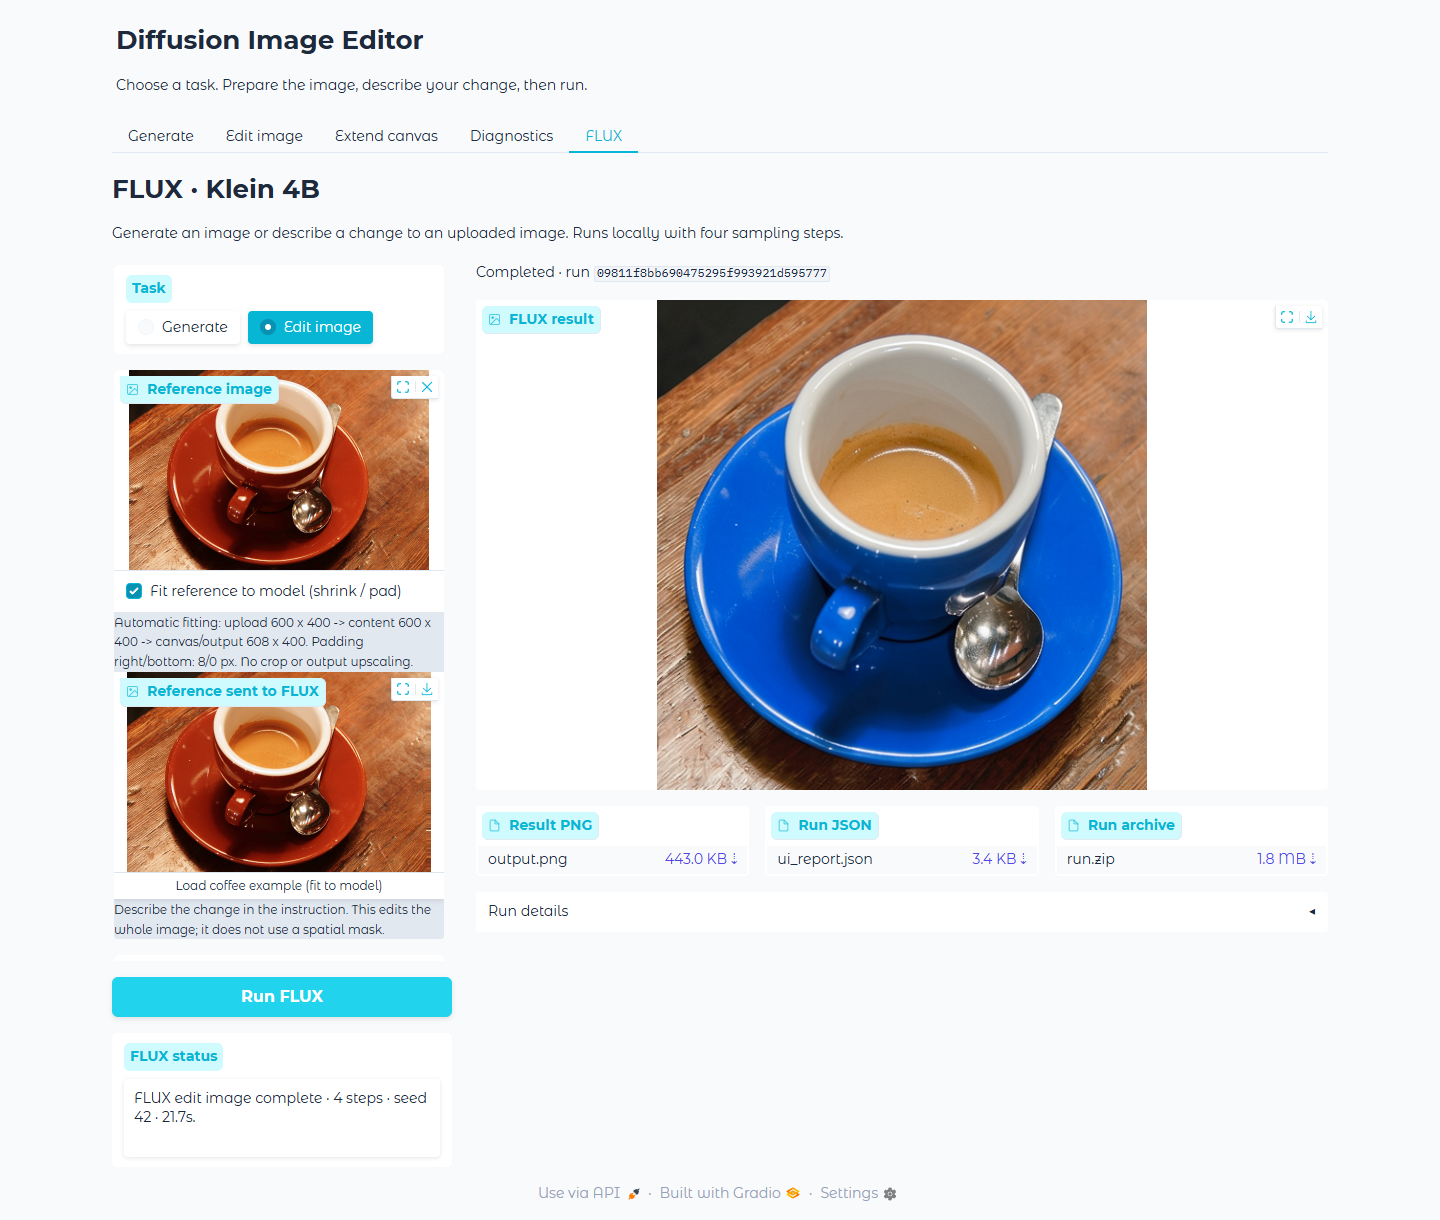 Diffusion Image Editor
Choose a task. Prepare the image, describe your change, then run.
Generate
Edit image
Extend canvas
Diagnostics
FLUX
FLUX · Klein 4B
Generate an image or describe a change to an uploaded image. Runs locally with four sampling steps.
Task
Generate
Edit image
Reference image
Fit reference to model (shrink / pad)
Automatic fitting: upload 600 x 400 -> content 600 x
400 -> canvas/output 608 x 400. Padding
right/bottom: 8/0 px. No crop or output upscaling.
Reference sent to FLUX
Load coffee example (fit to model)
Describe the change in the instruction. This edits the
whole image; it does not use a spatial mask.
Run FLUX
FLUX status
FLUX edit image complete · 4 steps · seed
42 · 21.7s.
Completed · run 09811f8bb690475295f993921d595777
FLUX result
Result PNG
output.png 443.0 KB ⇣
Run JSON
ui_report.json 3.4 KB ⇣
Run archive
run.zip 1.8 MB ⇣
Run details
Use via API · Built with Gradio · Settings